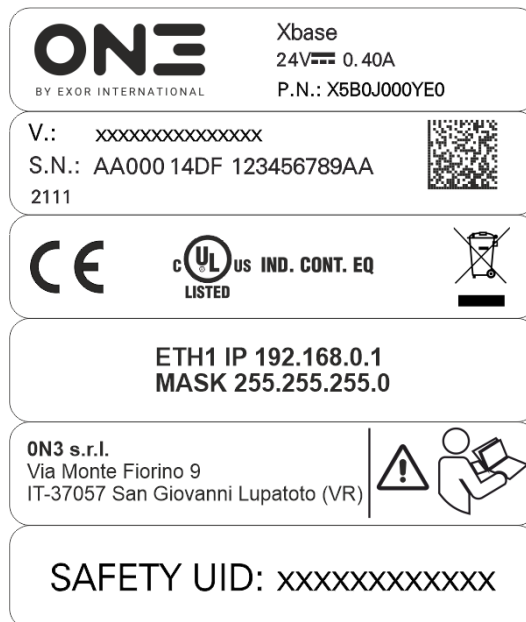 ONE
BY EXOR INTERNATIONAL
Xbase
24V⎓ 0.40A
P.N.: X5B0J000YE0
V.: xxxxxxxxxxxxxxx
S.N.: AA000 14DF 123456789AA
2111
CE
C UL US IND. CONT. EQ
LISTED
ETH1 IP 192.168.0.1
MASK 255.255.255.0
0N3 s.r.l.
Via Monte Fiorino 9
IT-37057 San Giovanni Lupatoto (VR)
SAFETY UID: xxxxxxxxxxxx